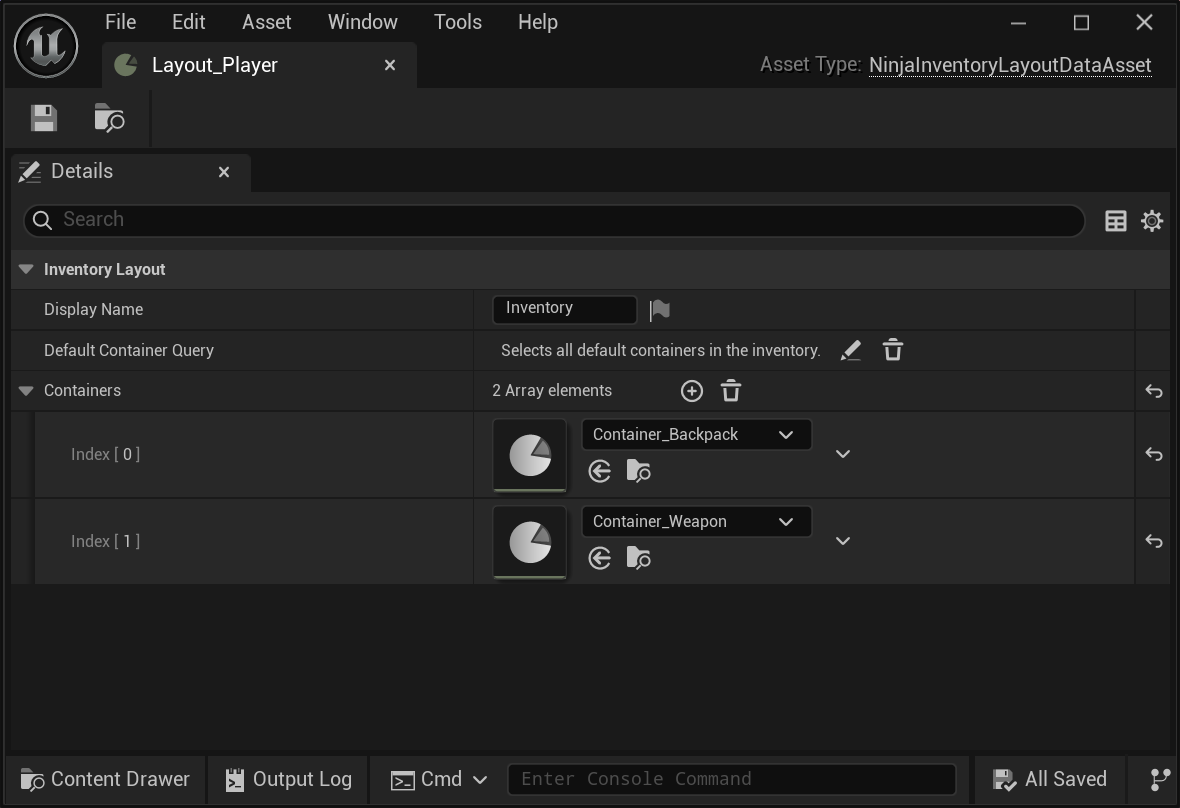 File Edit Asset Window Tools Help
Layout_Player
Asset Type: NinjaInventoryLayoutDataAsset
Details
Search
Inventory Layout
Display Name Inventory
Default Container Query Selects all default containers in the inventory.
Containers 2 Array elements
Index [ 0 ] Container_Backpack
Index [ 1 ] Container_Weapon
Content Drawer Output Log Cmd Enter Console Command All Saved